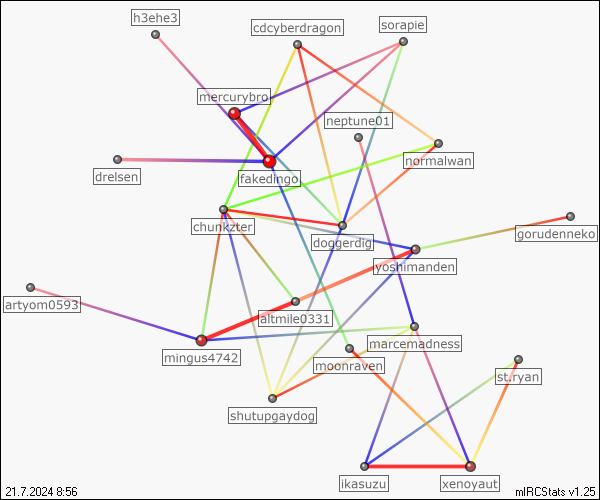 h3ehe3
cdcyberdragon
sorapie
mercurybro
neptune01
normalwan
drelsen
fakedingo
chunkzter
doggerdig
gorudenneko
yoshimanden
artyom0593
altmile0331
mingus4742
marcemadness
moonraven
st.ryan
shutupgaydog
ikasuzu
xenoyaut
21.7.2024 8:56
mIRCStats v1.25